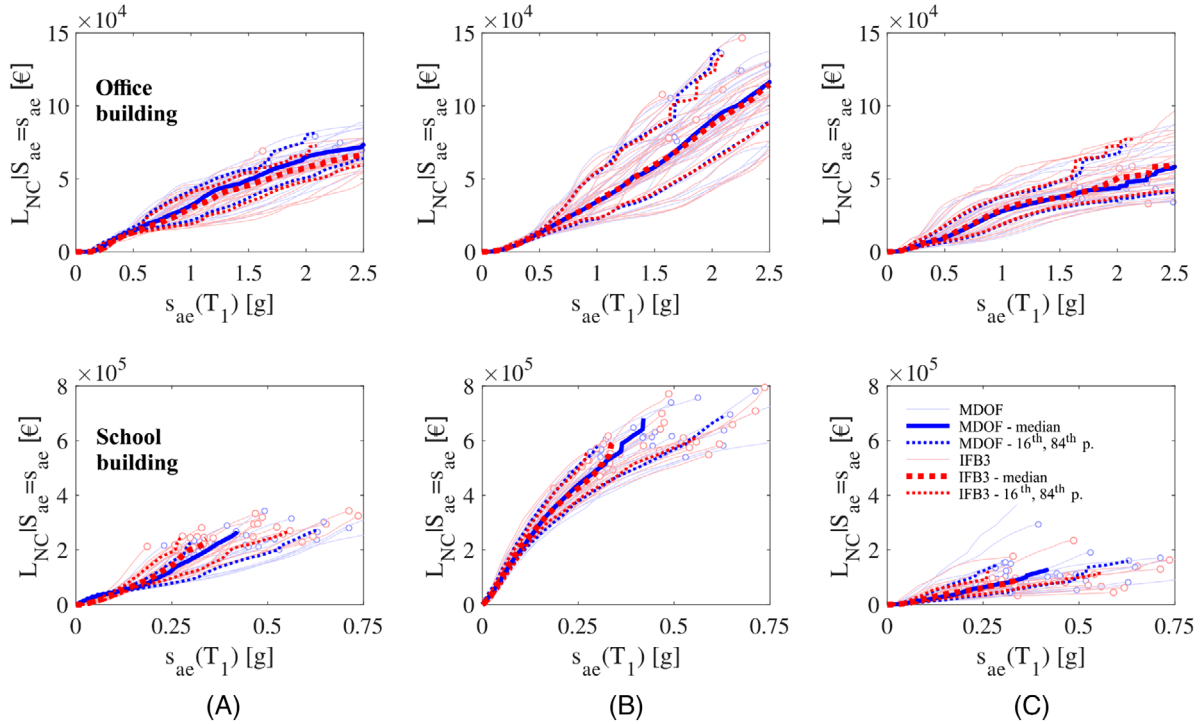 ×10⁴
15
10
5
0
L_NC|S_ae=s_ae [€]
Office
building
0 0.5 1 1.5 2 2.5
s_ae(T_1) [g]
×10⁴
15
10
5
0
0 0.5 1 1.5 2 2.5
s_ae(T_1) [g]
×10⁴
15
10
5
0
L_NC|S_ae=s_ae [€]
0 0.5 1 1.5 2 2.5
s_ae(T_1) [g]
×10⁵
8
6
4
2
0
L_NC|S_ae=s_ae [€]
School
building
0 0.25 0.5 0.75
s_ae(T_1) [g]
(A)
×10⁵
8
6
4
2
0
0 0.25 0.5 0.75
s_ae(T_1) [g]
(B)
×10⁵
8
6
4
2
0
L_NC|S_ae=s_ae [€]
MDOF
MDOF - median
MDOF - 16th, 84th p.
IFB3
IFB3 - median
IFB3 - 16th, 84th p.
0 0.25 0.5 0.75
s_ae(T_1) [g]
(C)